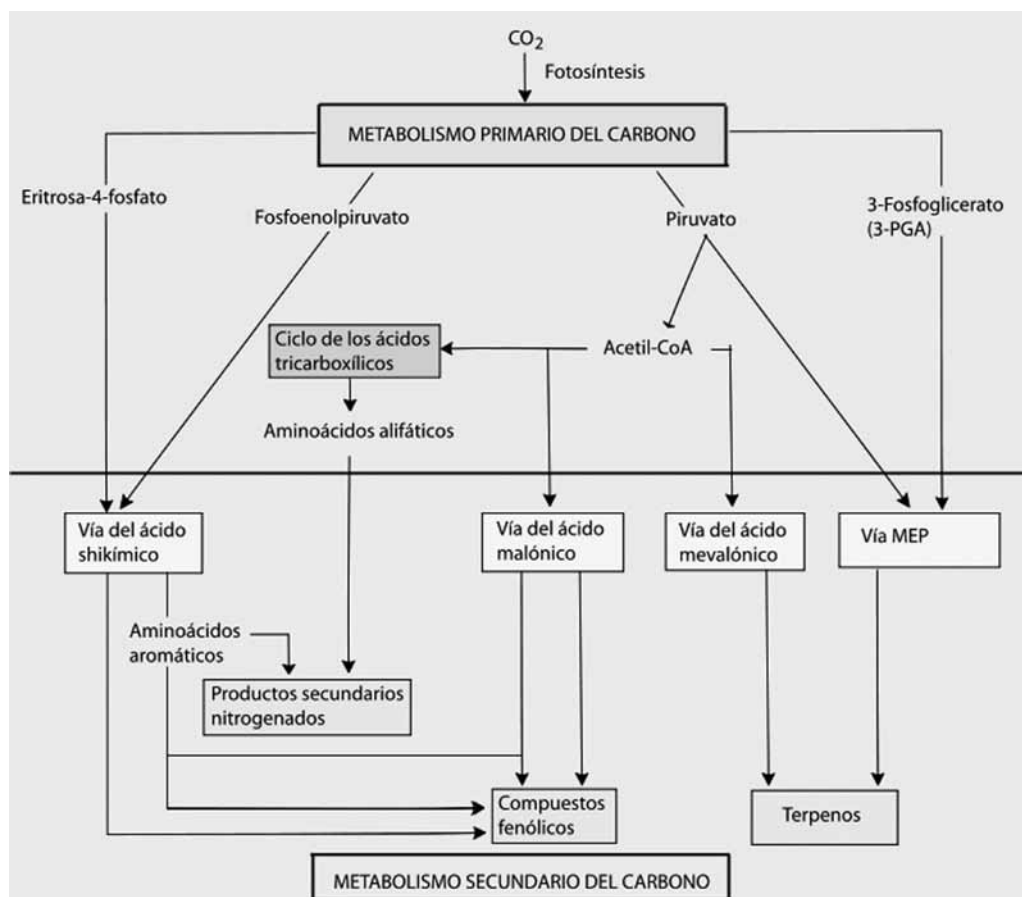 CO2
Fotosíntesis
METABOLISMO PRIMARIO DEL CARBONO
Eritrosa-4-fosfato
Fosfoenolpiruvato
Piruvato
3-Fosfoglicerato
(3-PGA)
Ciclo de los ácidos
tricarboxílicos
Acetil-CoA
Aminoácidos alifáticos
Vía del ácido
shikímico
Vía del ácido
malónico
Vía del ácido
mevalónico
Vía MEP
Aminoácidos
aromáticos
Productos secundarios
nitrogenados
Compuestos
fenólicos
Terpenos
METABOLISMO SECUNDARIO DEL CARBONO